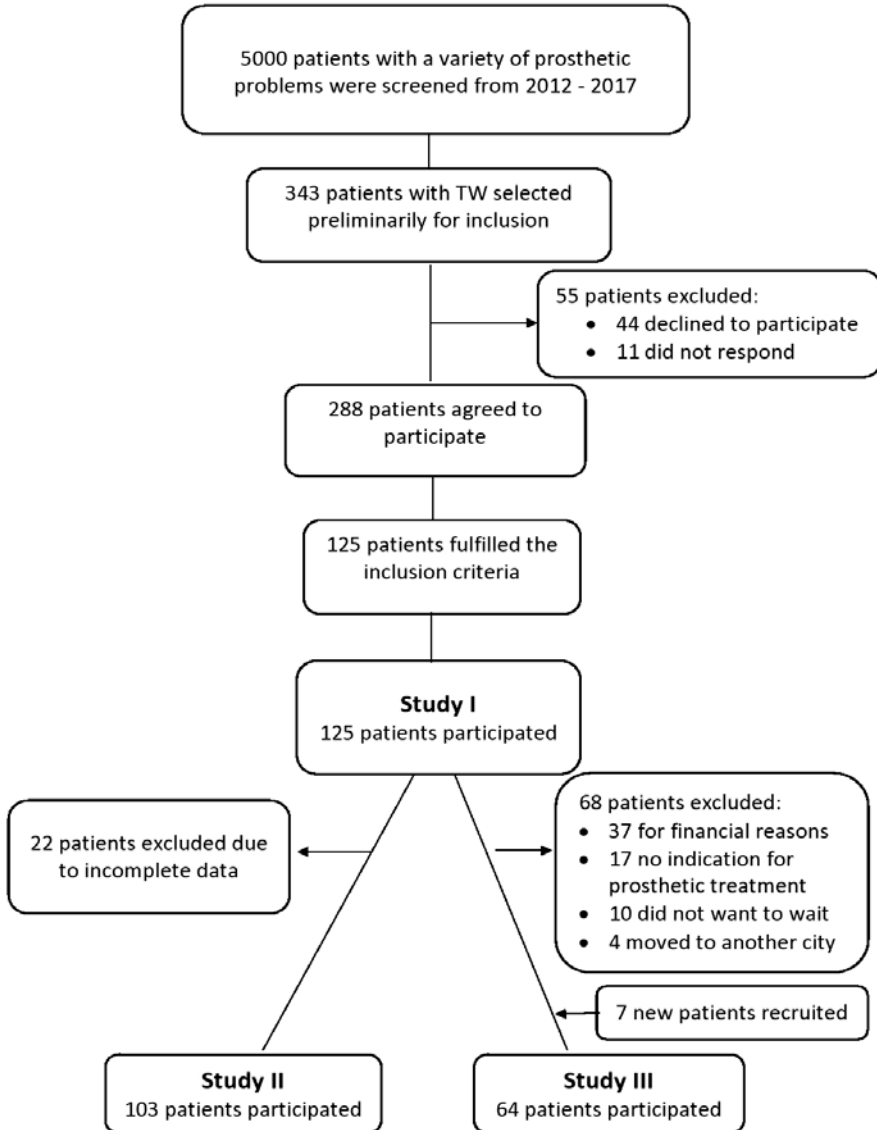 5000 patients with a variety of prosthetic
problems were screened from 2012 - 2017
343 patients with TW selected
preliminarily for inclusion
55 patients excluded:
• 44 declined to participate
• 11 did not respond
288 patients agreed to
participate
125 patients fulfilled the
inclusion criteria
Study I
125 patients participated
22 patients excluded due
to incomplete data
68 patients excluded:
• 37 for financial reasons
• 17 no indication for
prosthetic treatment
• 10 did not want to wait
• 4 moved to another city
7 new patients recruited
Study II
103 patients participated
Study III
64 patients participated